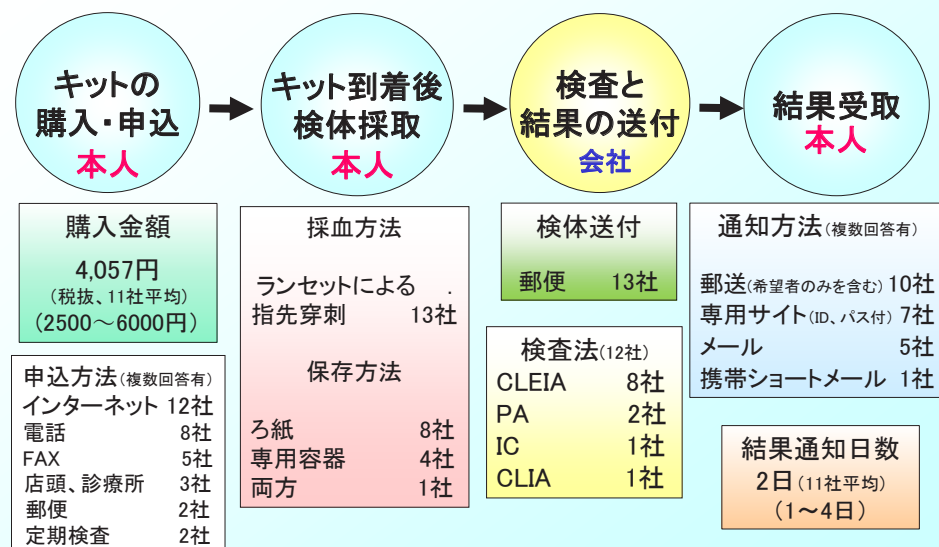 キットの
購入・申込
本人
キット到着後
検体採取
本人
検査と
結果の送付
会社
結果受取
本人
購入金額
4,057円
(税抜、11社平均)
(2500～6000円)
申込方法(複数回答有)
インターネット 12社
電話 8社
FAX 5社
店頭、診療所 3社
郵便 2社
定期検査 2社
採血方法
ランセットによる .
指先穿刺 13社
保存方法
ろ紙 8社
専用容器 4社
両方 1社
検体送付
郵便 13社
検査法(12社)
CLEIA 8社
PA 2社
IC 1社
CLIA 1社
通知方法(複数回答有)
郵送(希望者のみを含む) 10社
専用サイト(ID、パス付) 7社
メール 5社
携帯ショートメール 1社
結果通知日数
2日(11社平均)
(1～4日)